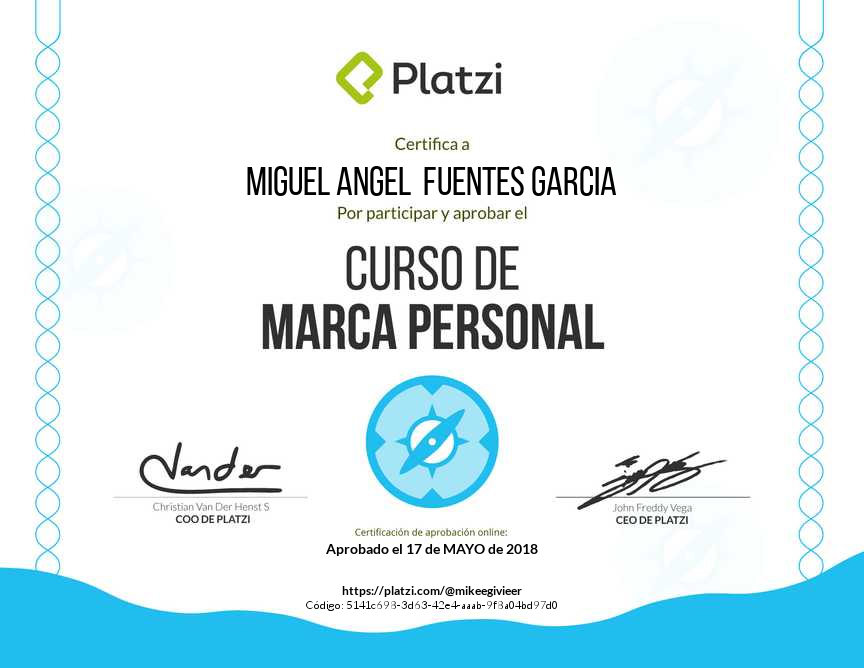 Platzi
Certifica a
MIGUEL ANGEL FUENTES GARCIA
Por participar y aprobar el
CURSO DE
MARCA PERSONAL
Vander
Christian Van Der Henst S
COO DE PLATZI
John Freddy Vega
CEO DE PLATZI
Certificación de aprobación online:
Aprobado el 17 de MAYO de 2018
https://platzi.com/@mikeegivieer
Código: 5141c698-3d63-42e4-aaab-9f8a04bd97d0